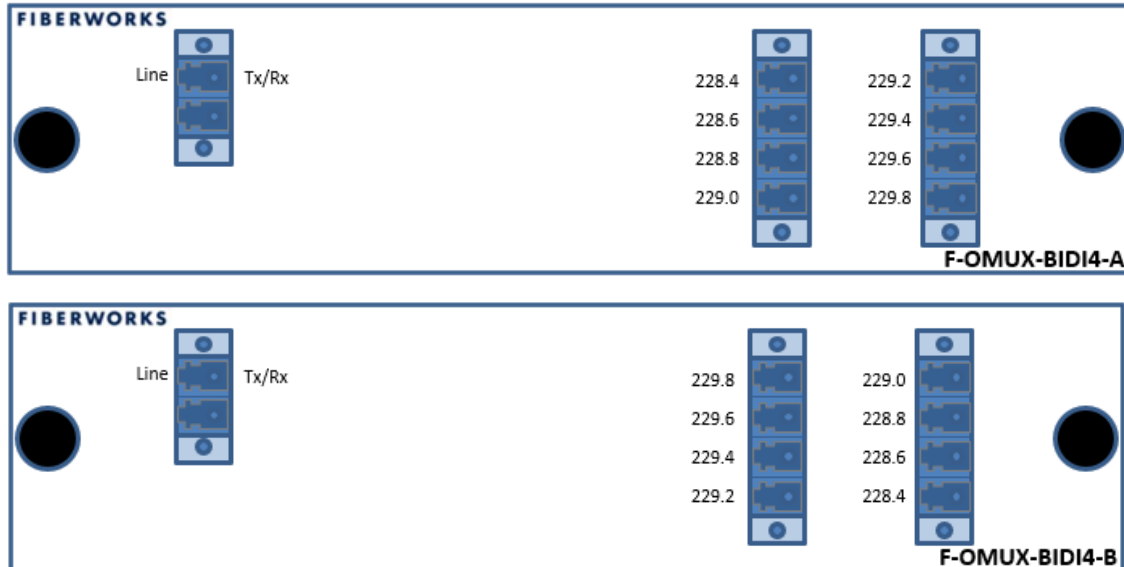 FIBERWORKS
Line Tx/Rx
228.4 229.2
228.6 229.4
228.8 229.6
229.0 229.8
F-OMUX-BIDI4-A
FIBERWORKS
Line Tx/Rx
229.8 229.0
229.6 228.8
229.4 228.6
229.2 228.4
F-OMUX-BIDI4-B